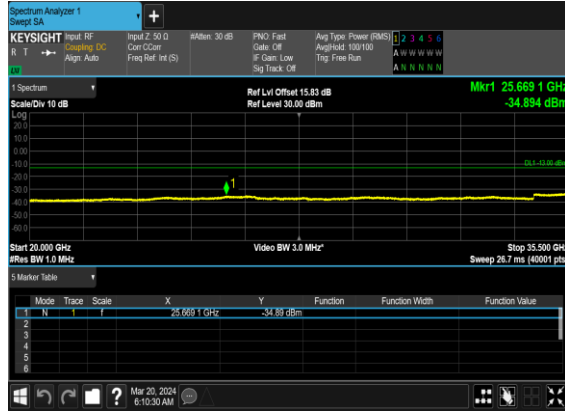 Spectrum Analyzer 1
Swept SA
+
KEYSIGHT Input: RF Input Z: 50 Ω #Atten: 30 dB PNO: Fast Avg Type: Power (RMS) 1 2 3 4 5 6
R T Coupling: DC Corr CCorr Gate: Off Avg|Hold: 100/100 A W W W W W
Align: Auto Freq Ref: Int (S) IF Gain: Low Trig: Free Run
LV Sig Track: Off A N N N N N
1 Spectrum Ref Lvl Offset 15.83 dB Mkr1 25.669 1 GHz
Scale/Div 10 dB Ref Level 30.00 dBm -34.894 dBm
Log
20.0
10.0
0.00
-10.0 DL1 -13.00 dBm
-20.0
-30.0 1
-40.0
-50.0
-60.0
Start 20.000 GHz Video BW 3.0 MHz* Stop 35.500 GHz
#Res BW 1.0 MHz Sweep 26.7 ms (40001 pts
5 Marker Table
Mode Trace Scale X Y Function Function Width Function Value
1 N 1 f 25.669 1 GHz -34.89 dBm
2
3
4
5
6
? Mar 20, 2024
6:10:30 AM